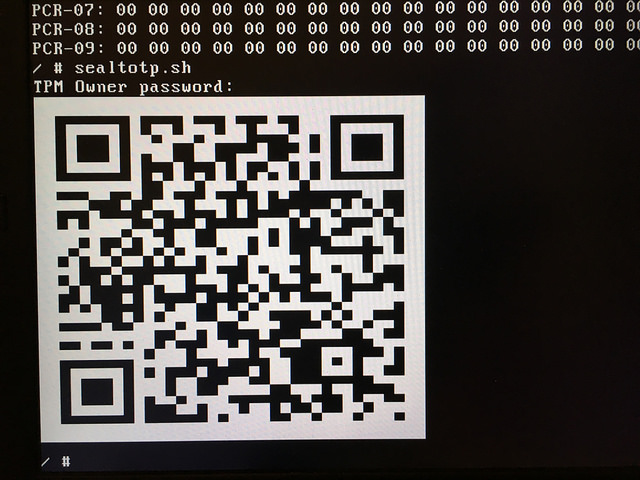 PCR-07: 00 00 00 00 00 00 00 00 00 00 00 00 00 00 00 00 00 00
PCR-08: 00 00 00 00 00 00 00 00 00 00 00 00 00 00 00 00 00 00
PCR-09: 00 00 00 00 00 00 00 00 00 00 00 00 00 00 00 00 00 00
/ # sealtotp.sh
TPM Owner password:
/ #